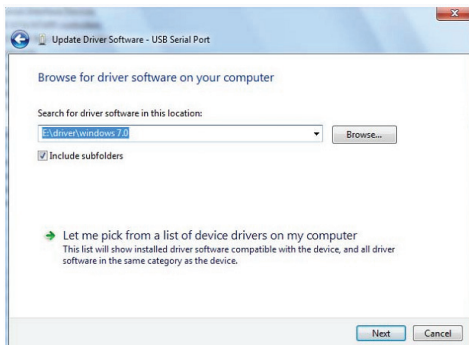 Update Driver Software - USB Serial Port
Browse for driver software on your computer
Search for driver software in this location:
E:\driver\windows 7.0
Browse...
Include subfolders
Let me pick from a list of device drivers on my computer
This list will show installed driver software compatible with the device, and all driver
software in the same category as the device.
Next Cancel